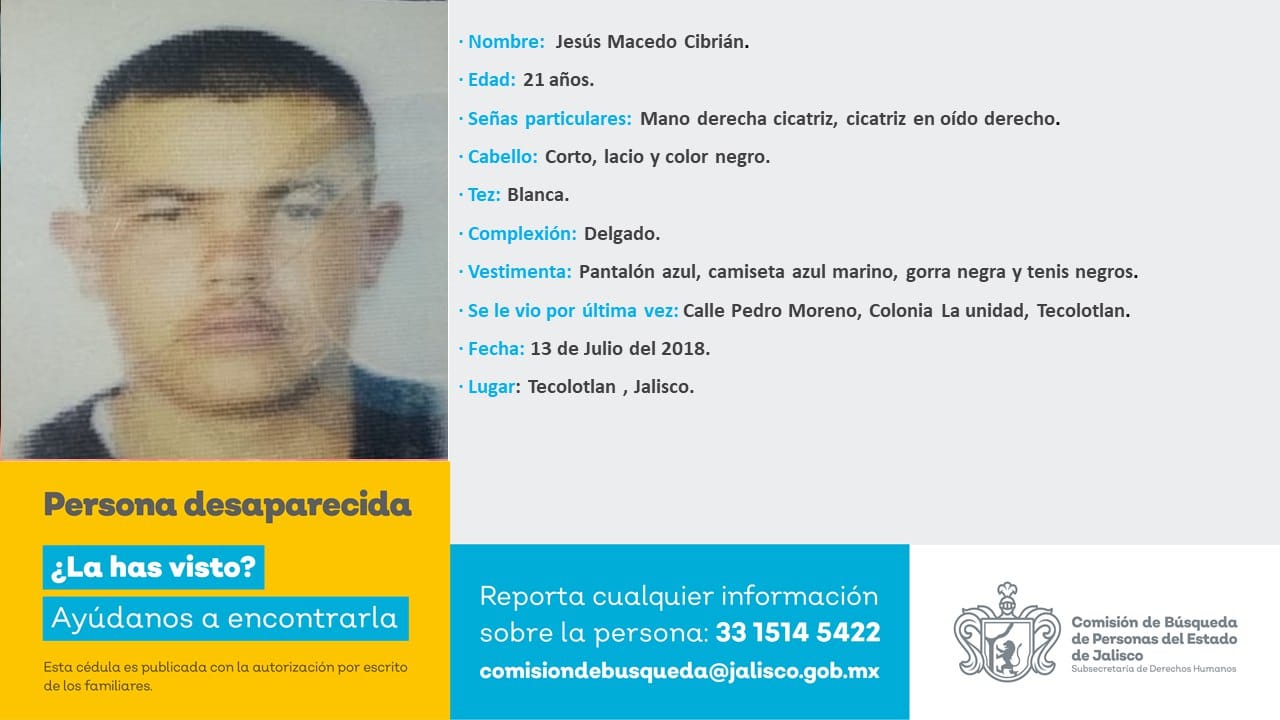 · Nombre: Jesús Macedo Cibrián.
· Edad: 21 años.
· Señas particulares: Mano derecha cicatriz, cicatriz en oído derecho.
· Cabello: Corto, lacio y color negro.
· Tez: Blanca.
· Complexión: Delgado.
· Vestimenta: Pantalón azul, camiseta azul marino, gorra negra y tenis negros.
· Se le vio por última vez: Calle Pedro Moreno, Colonia La unidad, Tecolotlan.
· Fecha: 13 de Julio del 2018.
· Lugar: Tecolotlan , Jalisco.
Persona desaparecida
¿La has visto?
Ayúdanos a encontrarla
Esta cédula es publicada con la autorización por escrito
de los familiares.
Reporta cualquier información
sobre la persona: 33 1514 5422
comisiondebusqueda@jalisco.gob.mx
Comisión de Búsqueda
de Personas del Estado
de Jalisco
Subsecretaría de Derechos Humanos